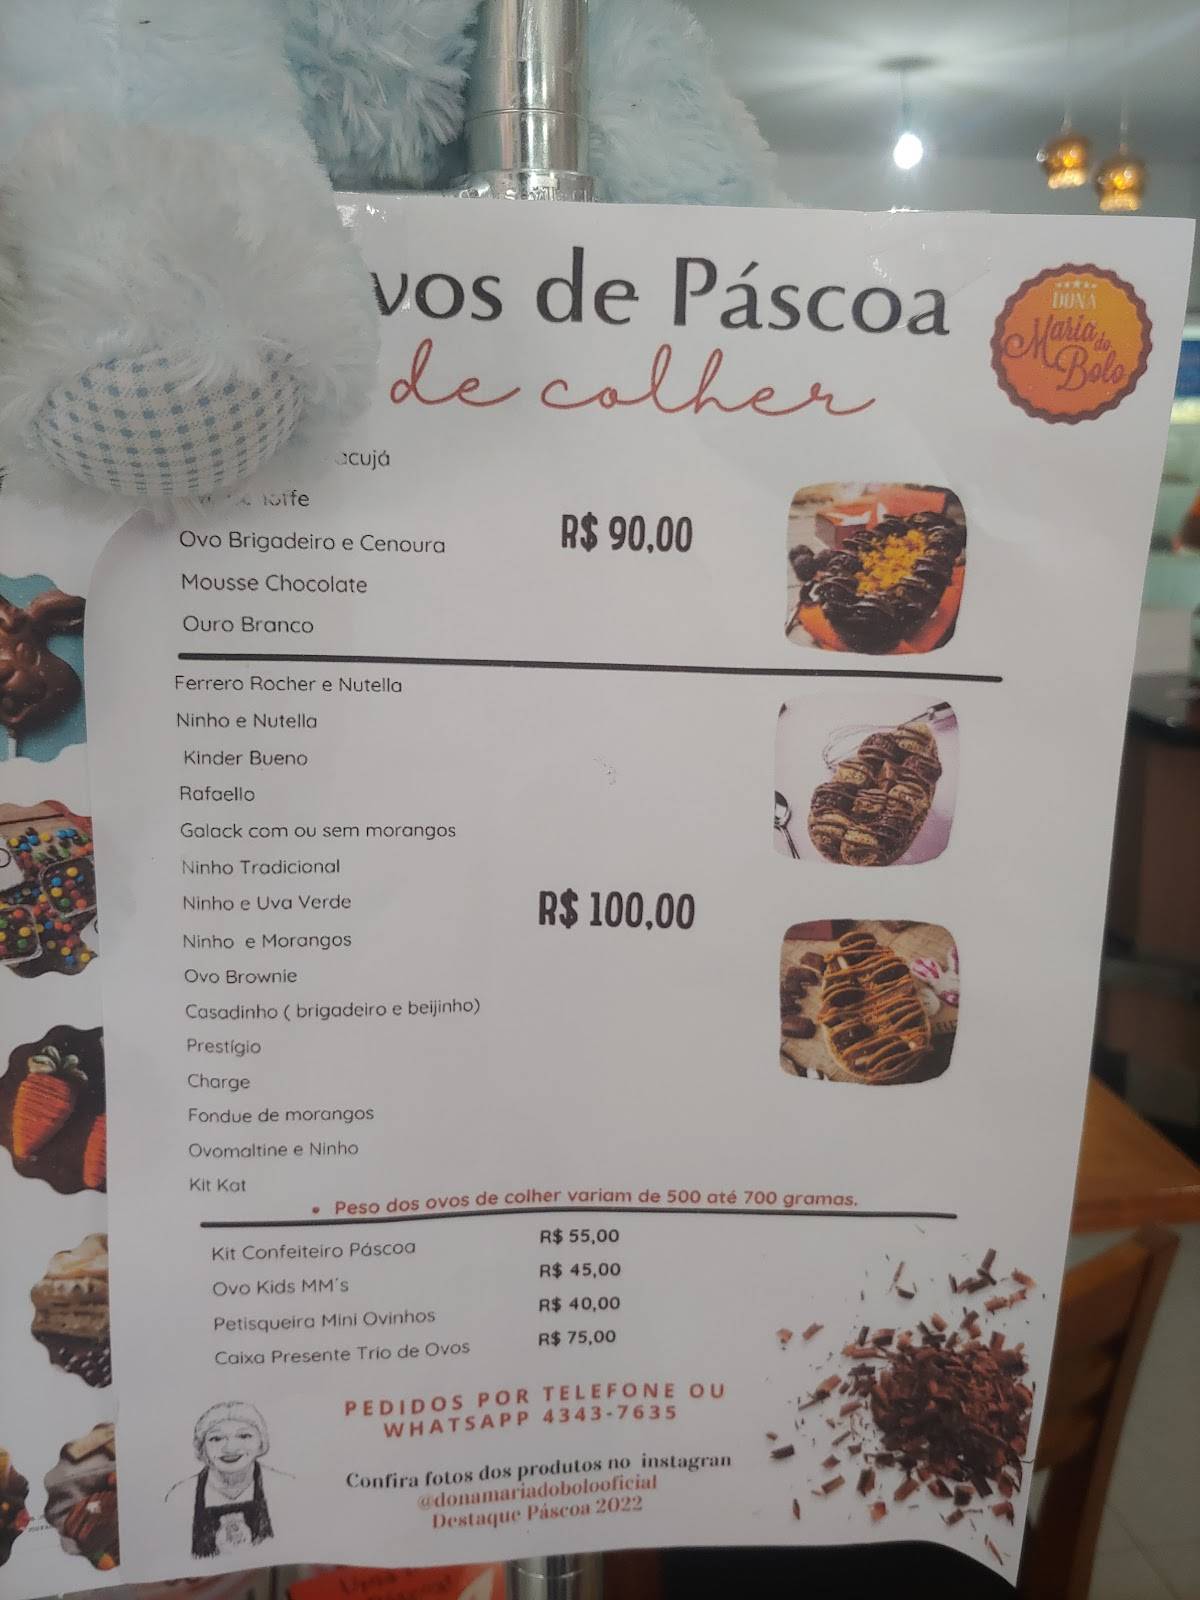 vos de Páscoa
de colher
DONA
Maria do
Bolo
Ovo Brigadeiro e Cenoura
Mousse Chocolate
Ouro Branco
R$ 90,00
Ferrero Rocher e Nutella
Ninho e Nutella
Kinder Bueno
Rafaello
Galack com ou sem morangos
Ninho Tradicional
Ninho e Uva Verde
Ninho e Morangos
Ovo Brownie
Casadinho ( brigadeiro e beijinho)
Prestígio
Charge
Fondue de morangos
Ovomaltine e Ninho
Kit Kat
R$ 100,00
• Peso dos ovos de colher variam de 500 até 700 gramas.
Kit Confeiteiro Páscoa R$ 55,00
Ovo Kids MM´s R$ 45,00
Petisqueira Mini Ovinhos R$ 40,00
Caixa Presente Trio de Ovos R$ 75,00
PEDIDOS POR TELEFONE OU
WHATSAPP 4343-7635
Confira fotos dos produtos no instagran
@donamariadobolooficial
Destaque Páscoa 2022